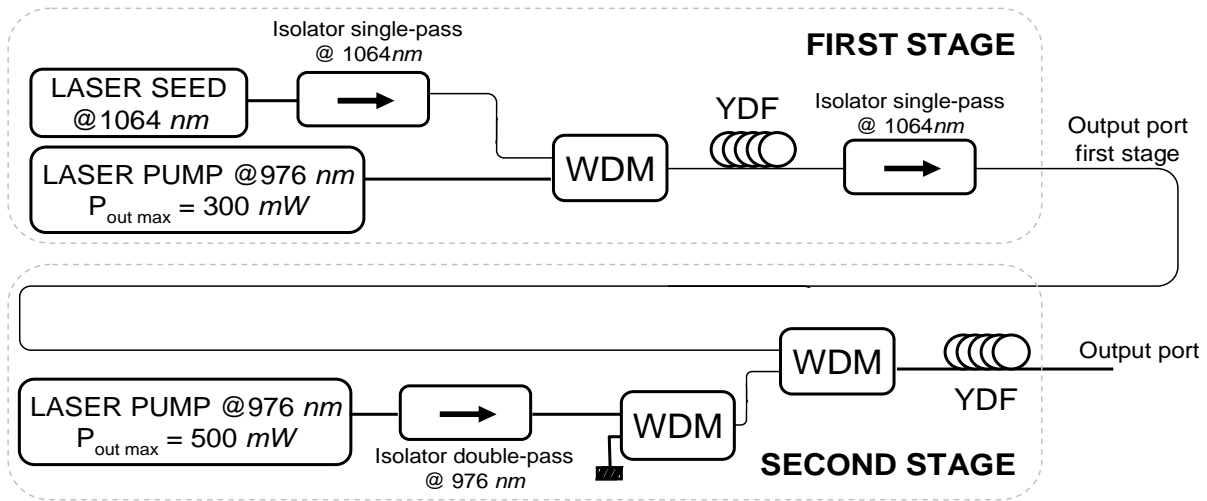 Isolator single-pass
@ 1064nm
FIRST STAGE
LASER SEED
@1064 nm
YDF
Isolator single-pass
@ 1064nm
Output port
first stage
WDM
LASER PUMP @976 nm
Pout max = 300 mW
WDM
Output port
YDF
LASER PUMP @976 nm
Pout max = 500 mW
WDM
Isolator double-pass
@ 976 nm
SECOND STAGE